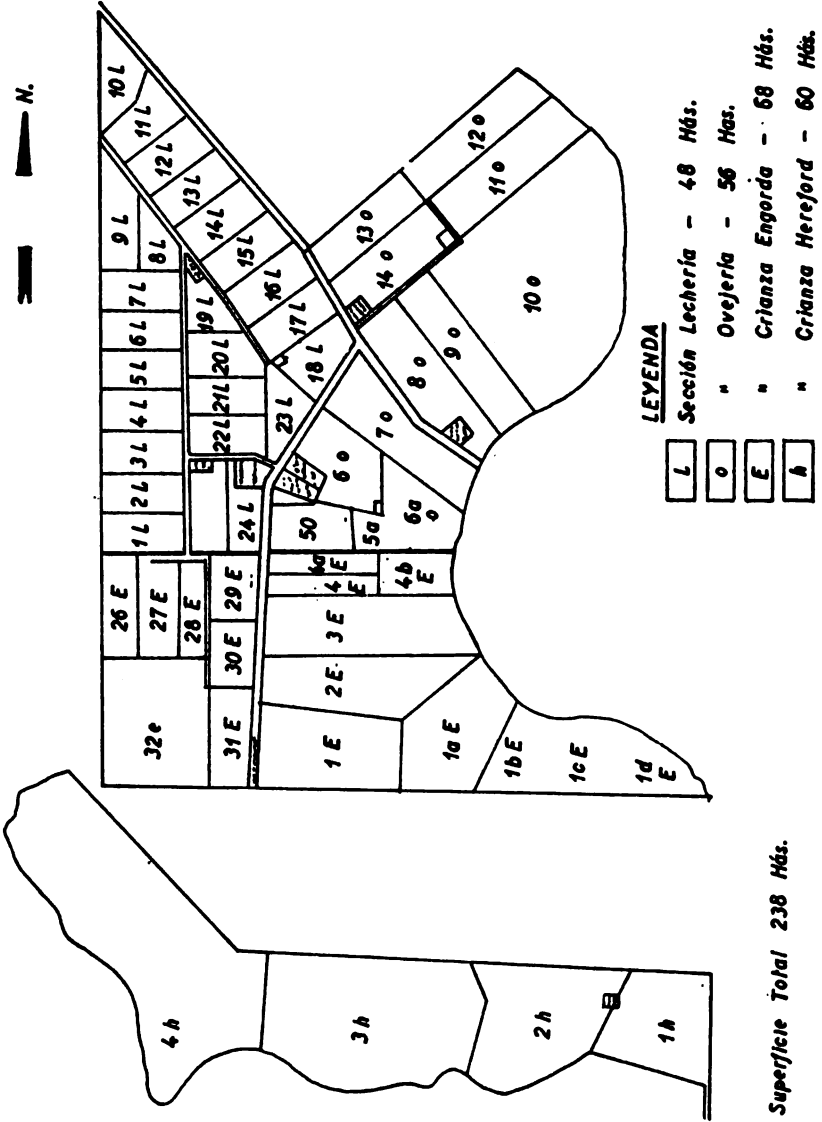 N.
10 L
11 L
12 L
13 L
14 L
15 L
16 L
17 L
18 L
9 L
8 L
7 L
6 L
5 L
4 L
3 L
2 L
1 L
19 L
20 L
21 L
22 L
23 L
24 L
12 o
11 o
13 o
14 o
10 o
9 o
8 o
7 o
6 o
50
5a
6a o
26 E
27 E
28 E
29 E
30 E
31 E
32e
E
4 E
4b E
3 E
2 E
1 E
1a E
1b E
1c E
1d E
4 h
3 h
2 h
1 h
LEYENDA
L Sección Lechería - 48 Hás.
o " Ovejería - 56 Has.
E " Crianza Engorda - 68 Hás.
h " Crianza Hereford - 60 Hás.
Superficie Total 238 Hás.